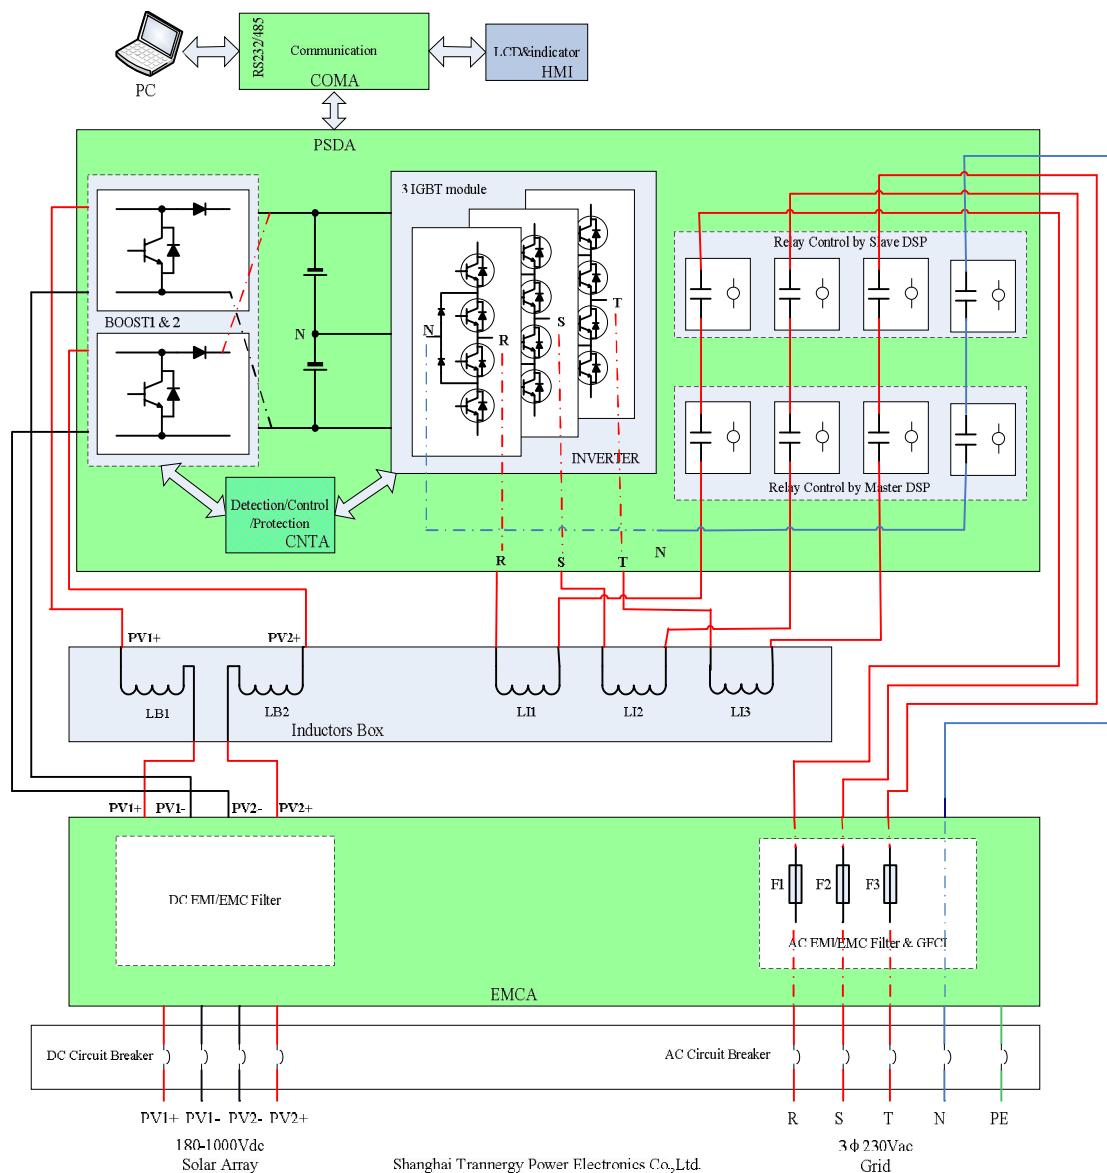 RS232/485
Communication
COMA
LCD&indicator
HMI
PC
PSDA
3 IGBT module
N
R
S
T
INVERTER
BOOST1 & 2
N
Detection/Control
/Protection
CNTA
Relay Control by Slave DSP
Relay Control by Master DSP
R
S
T
N
PV1+
PV2+
LB1
LB2
LI1
LI2
LI3
Inductors Box
PV1+
PV1-
PV2-
PV2+
DC EMI/EMC Filter
F1
F2
F3
AC EMI/EMC Filter & GFCI
EMCA
DC Circuit Breaker
AC Circuit Breaker
PV1+
PV1-
PV2-
PV2+
R
S
T
N
PE
180-1000Vdc
Solar Array
3ф230Vac
Grid
Shanghai Trannergy Power Electronics Co.,Ltd.